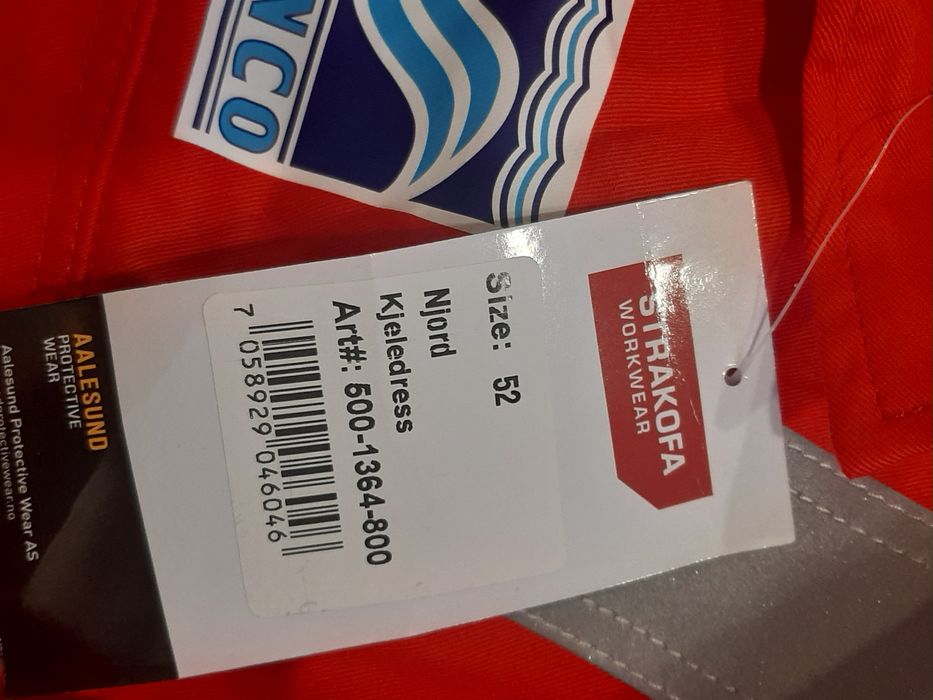 VCO
STRAKOFA
WORKWEAR
Size: 52
Njord
Kjeledress
Art#: 500-1364-800
7 058929 046046
AALESUND
PROTECTIVE
WEAR
Aalesund Protective Wear AS